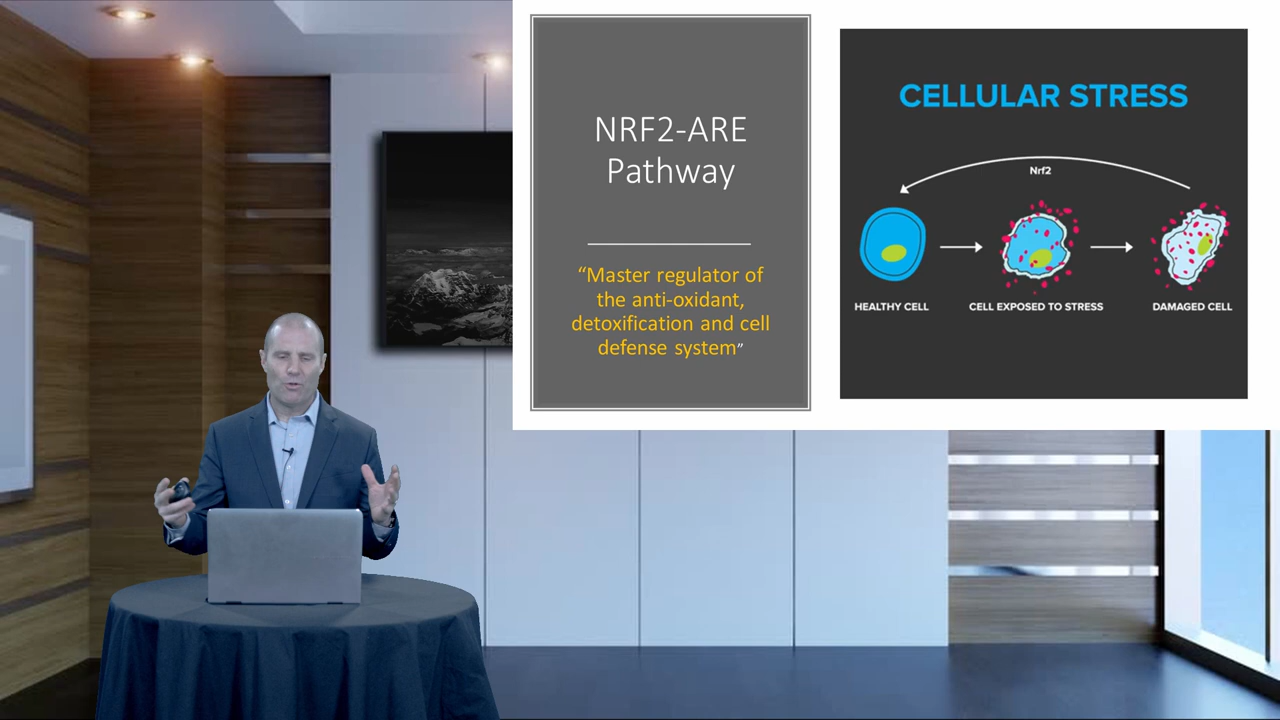 NRF2-ARE
Pathway
“Master regulator of
the anti-oxidant,
detoxification and cell
defense system”
CELLULAR STRESS
Nrf2
HEALTHY CELL
CELL EXPOSED TO STRESS
DAMAGED CELL